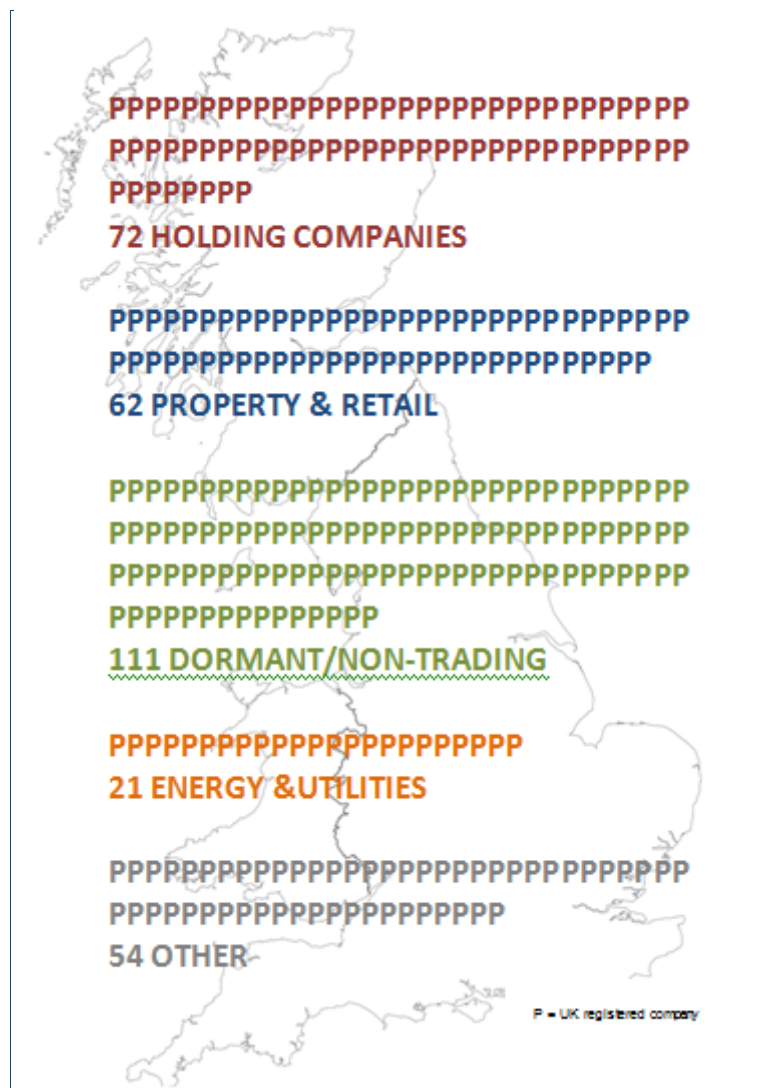 PPPPPPPPPPPPPPPPPPPPPPPPPPPPPPPP
PPPPPPPPPPPPPPPPPPPPPPPPPPPPPPPP
PPPPPPPP
72 HOLDING COMPANIES
PPPPPPPPPPPPPPPPPPPPPPPPPPPPPPPP
PPPPPPPPPPPPPPPPPPPPPPPPPPPPPP
62 PROPERTY & RETAIL
PPPPPPPPPPPPPPPPPPPPPPPPPPPPPPPP
PPPPPPPPPPPPPPPPPPPPPPPPPPPPPPPP
PPPPPPPPPPPPPPPPPPPPPPPPPPPPPPPP
PPPPPPPPPPPPPPP
111 DORMANT/NON-TRADING
PPPPPPPPPPPPPPPPPPPPPPP
21 ENERGY &UTILITIES
PPPPPPPPPPPPPPPPPPPPPPPPPPPPPPPP
PPPPPPPPPPPPPPPPPPPPPP
54 OTHER
P = UK registered company